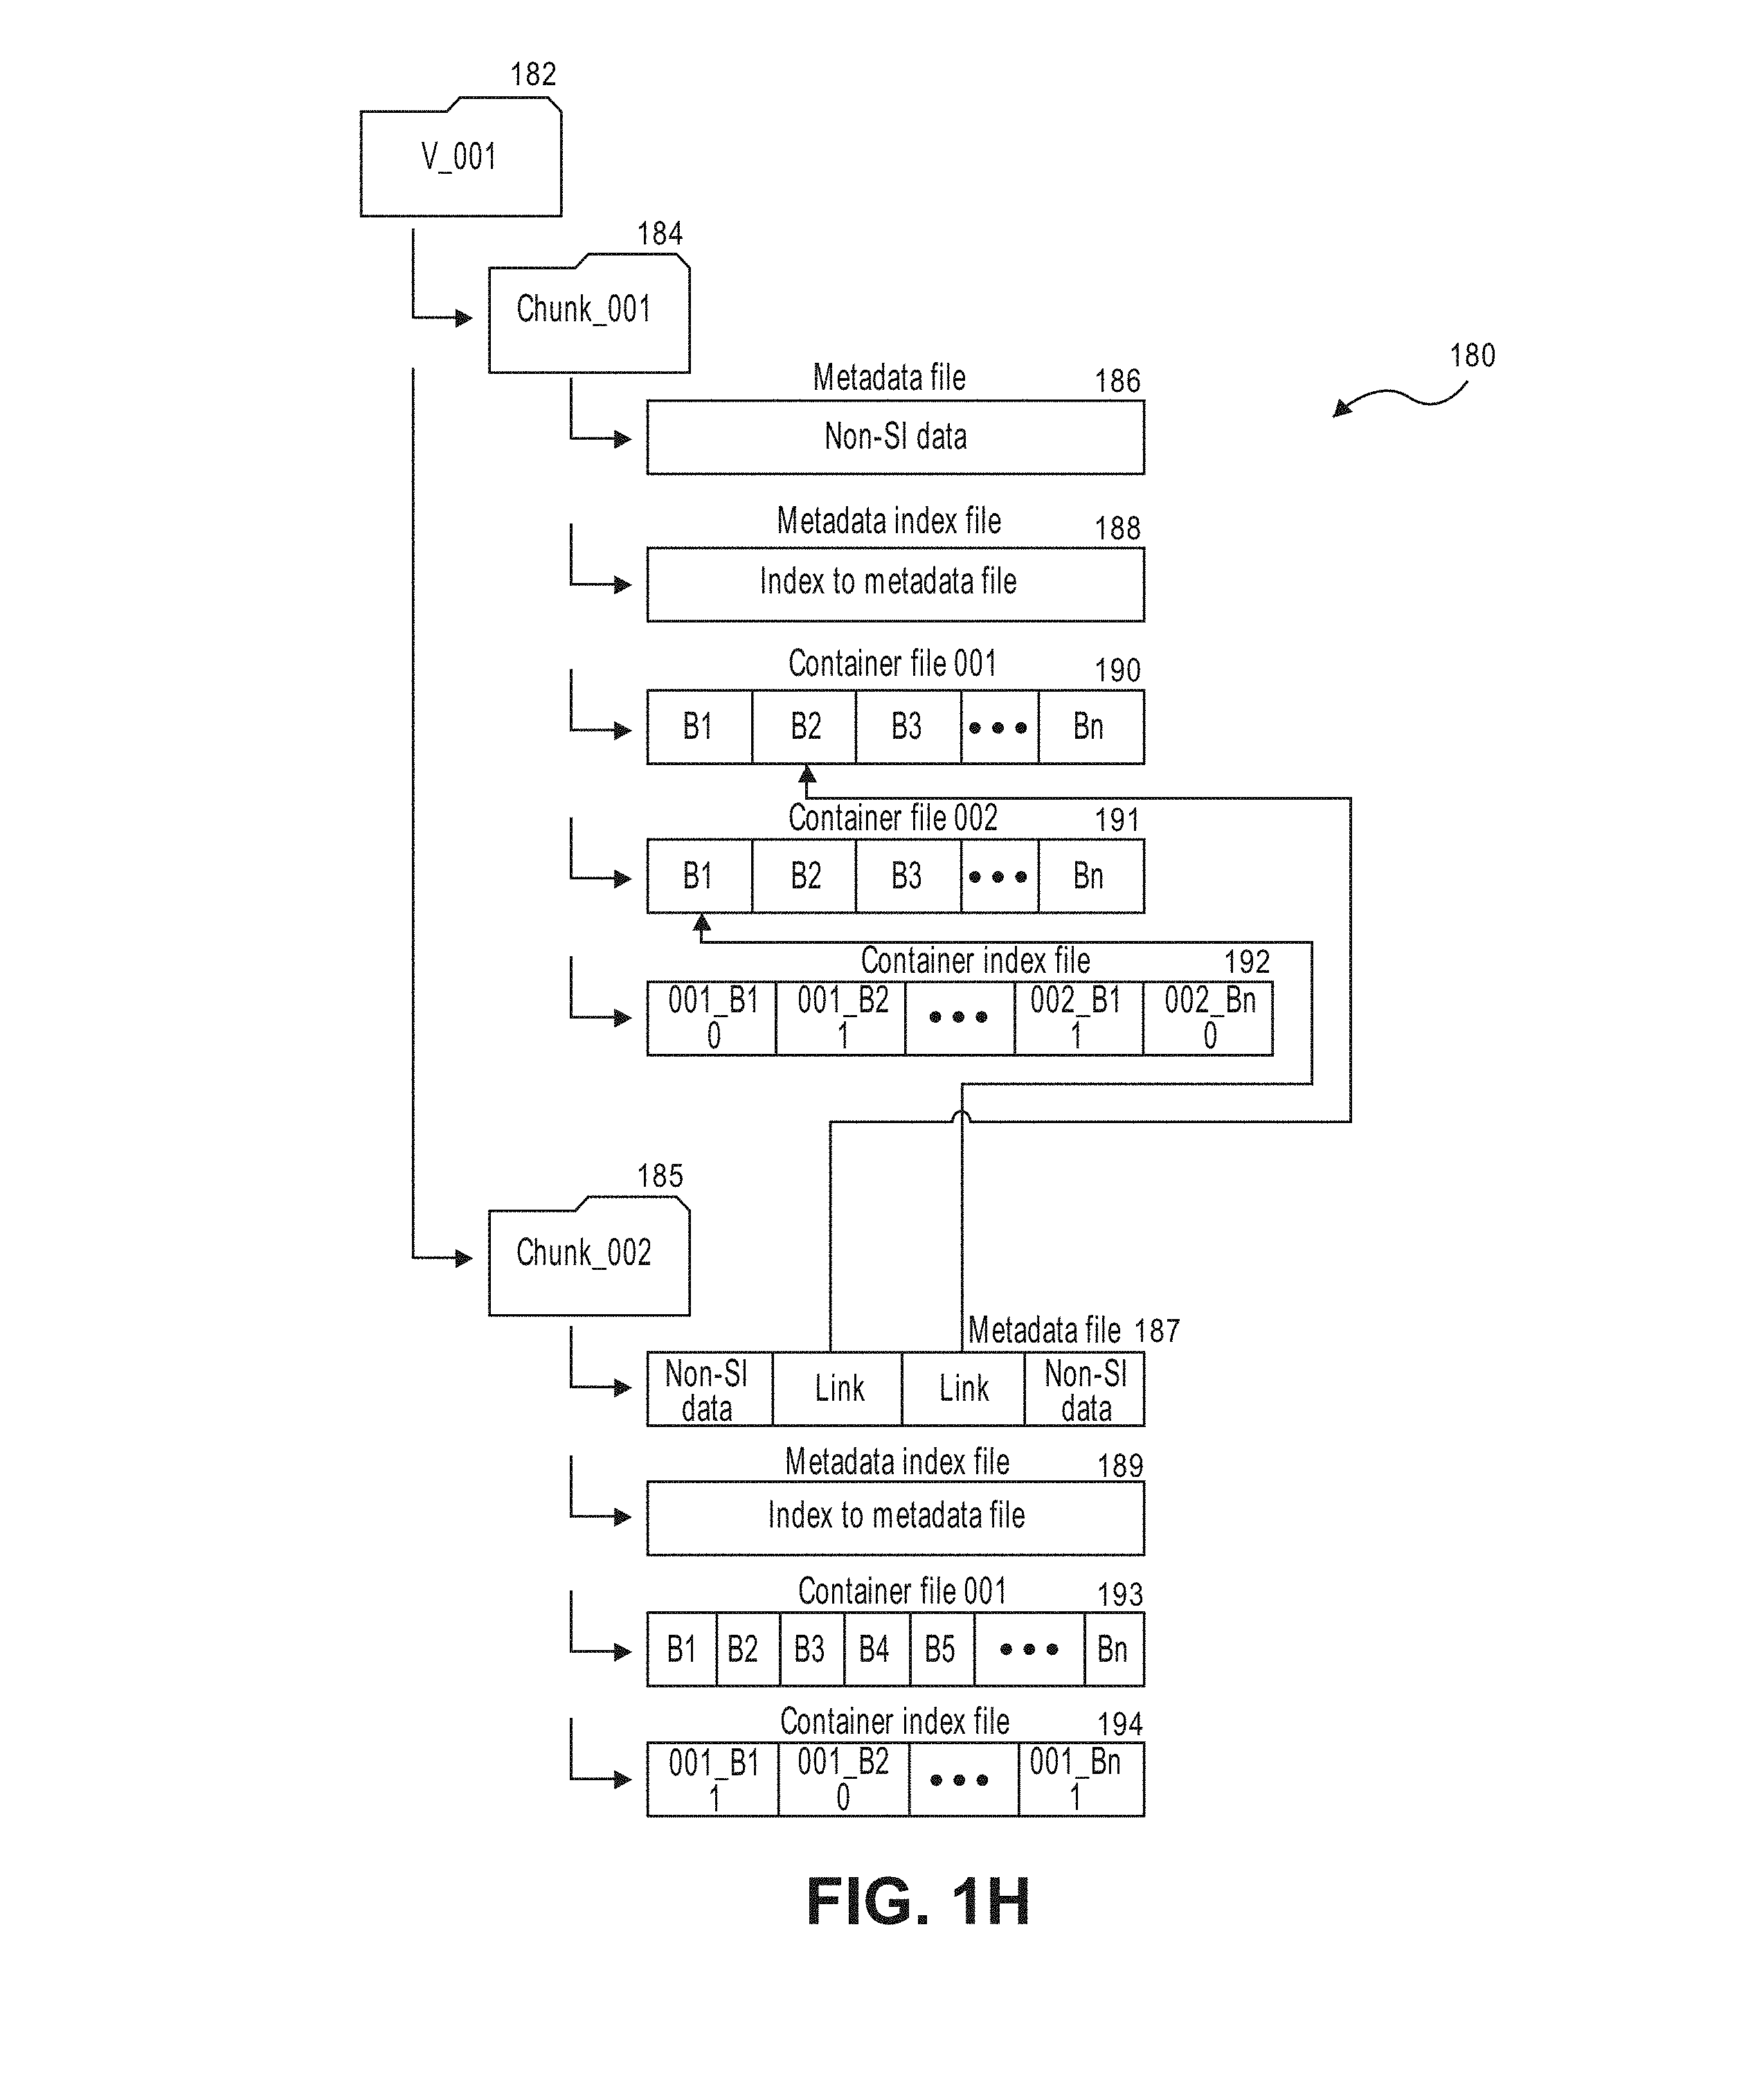 182
V_001
184
Chunk_001
180
Metadata file 186
Non-SI data
Metadata index file 188
Index to metadata file
Container file 001 190
B1 B2 B3 ••• Bn
Container file 002 191
B1 B2 B3 ••• Bn
Container index file 192
001_B1 001_B2 ••• 002_B1 002_Bn
0 1 1 0
185
Chunk_002
Metadata file 187
Non-SI data Link Link Non-SI data
Metadata index file 189
Index to metadata file
Container file 001 193
B1 B2 B3 B4 B5 ••• Bn
Container index file 194
001_B1 001_B2 ••• 001_Bn
1 0 1
FIG. 1H